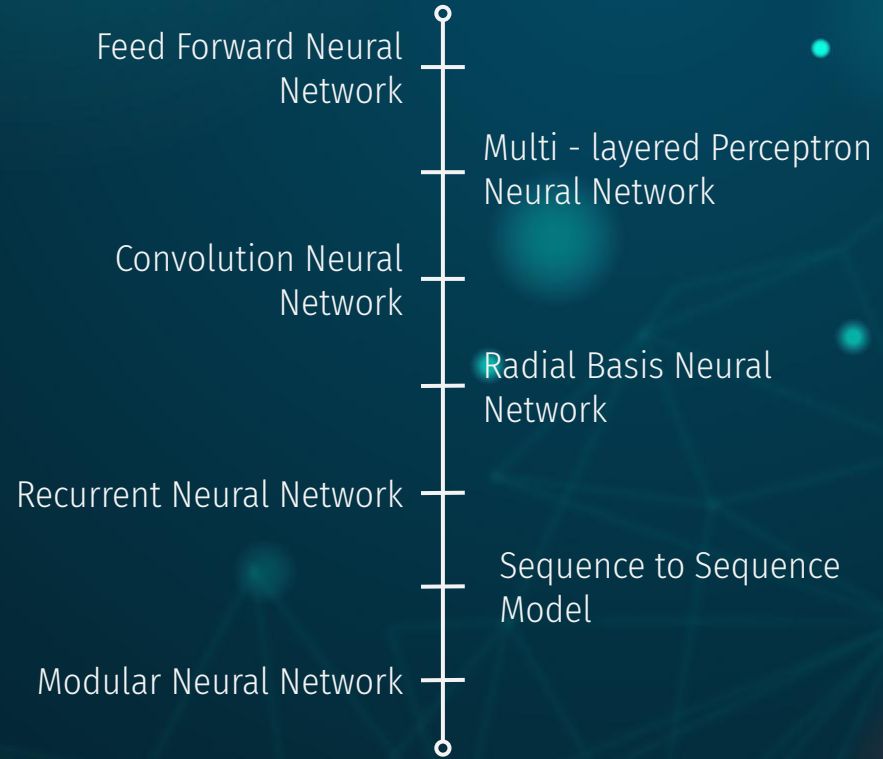 Feed Forward Neural
Network
Multi - layered Perceptron
Neural Network
Convolution Neural
Network
Radial Basis Neural
Network
Recurrent Neural Network
Sequence to Sequence
Model
Modular Neural Network